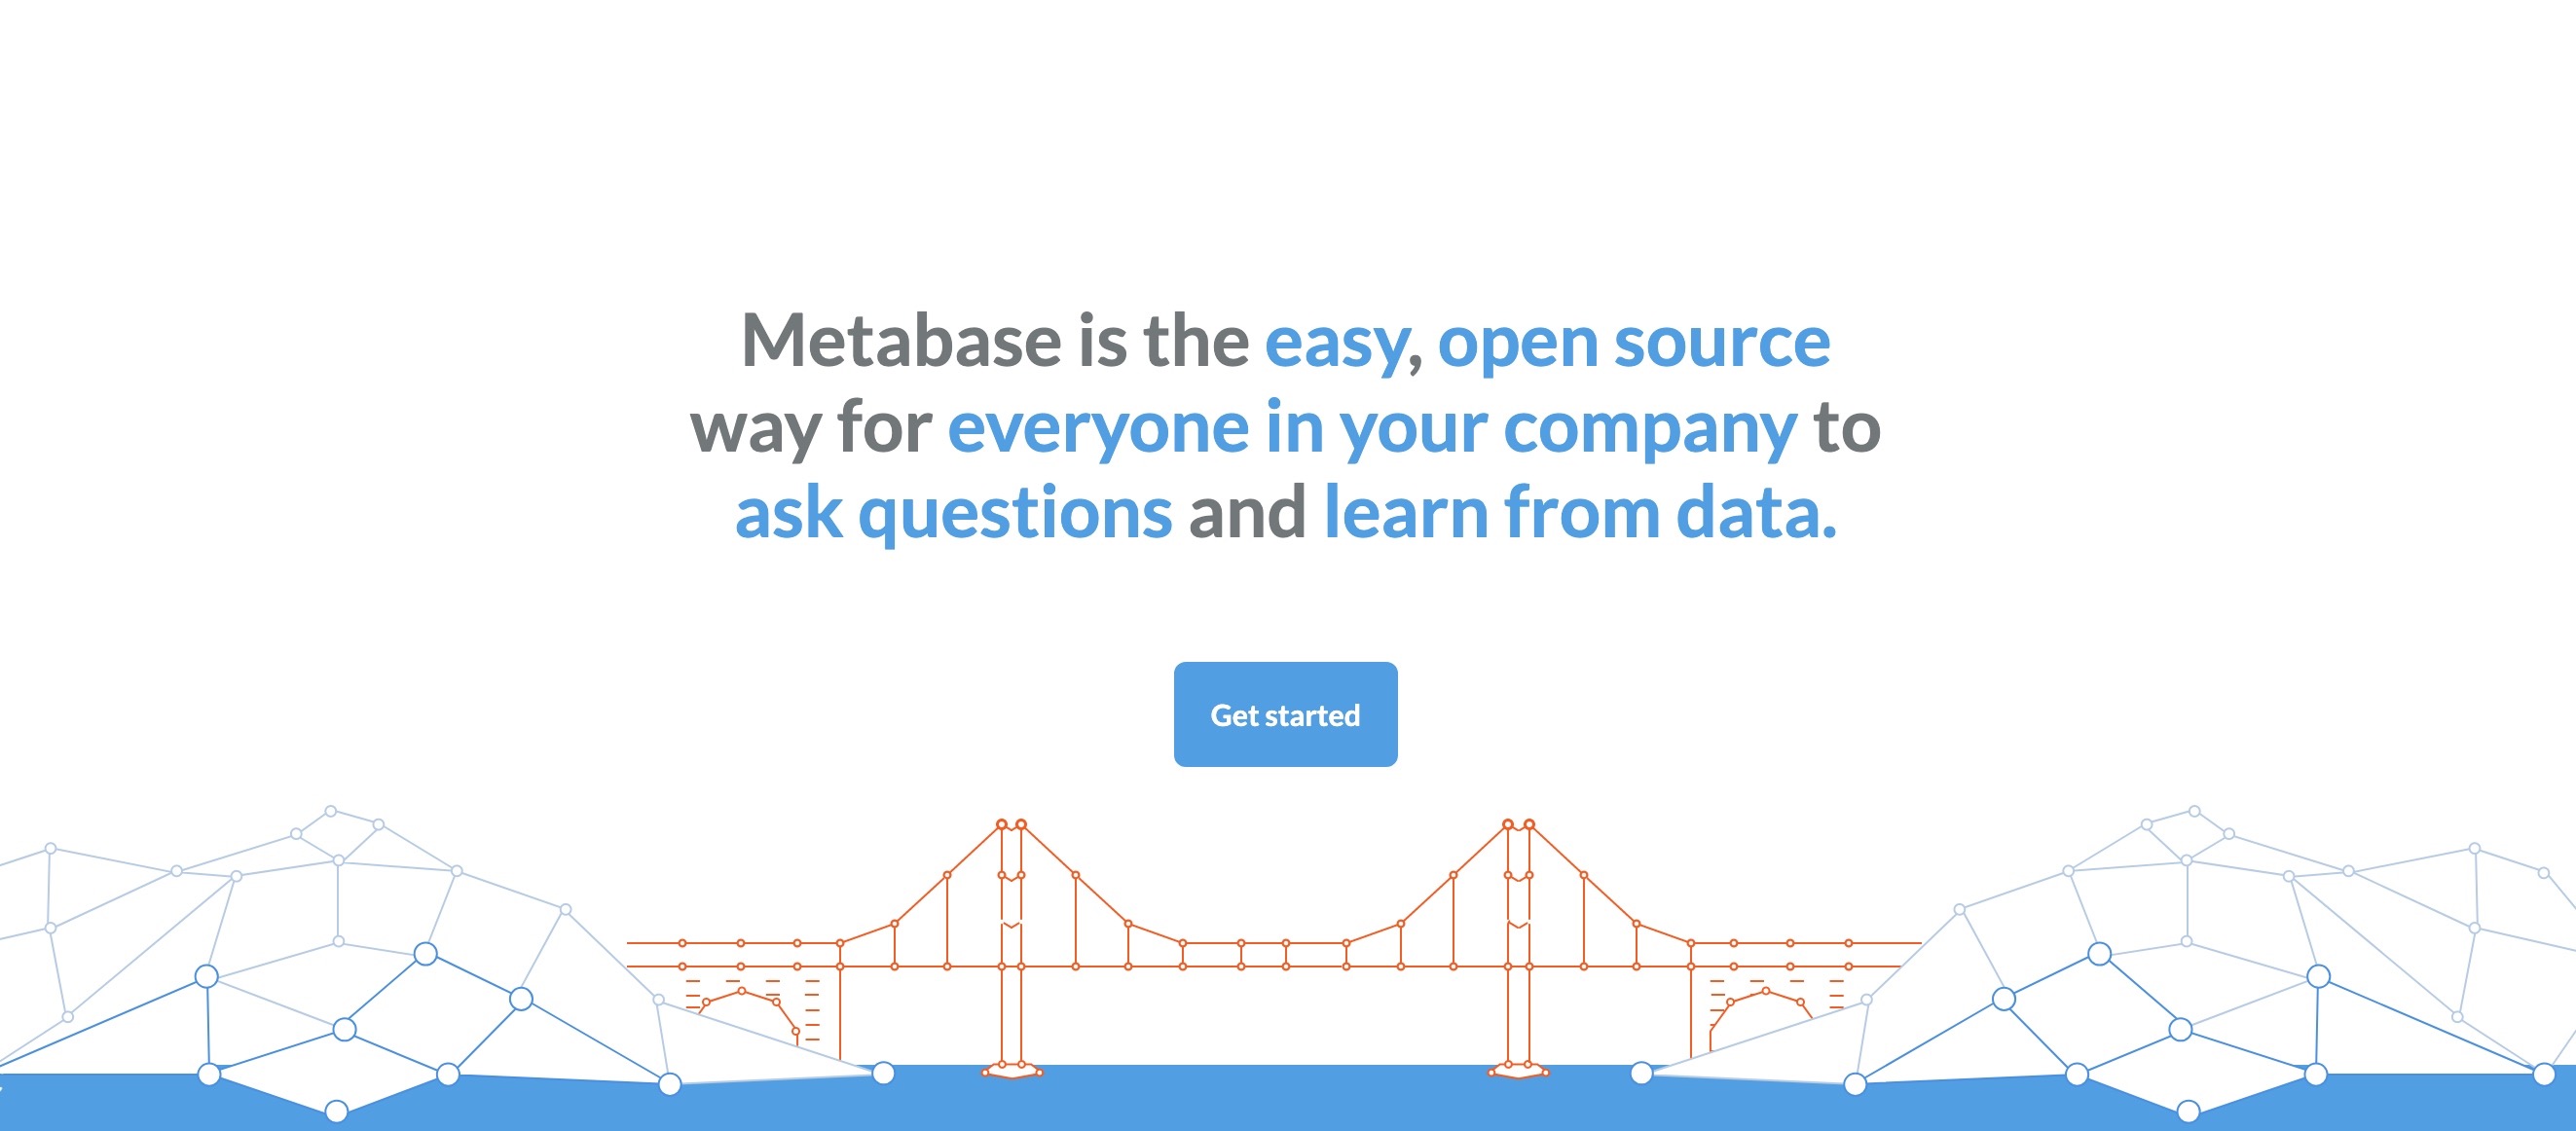 Metabase is the easy, open source
way for everyone in your company to
ask questions and learn from data.
Get started